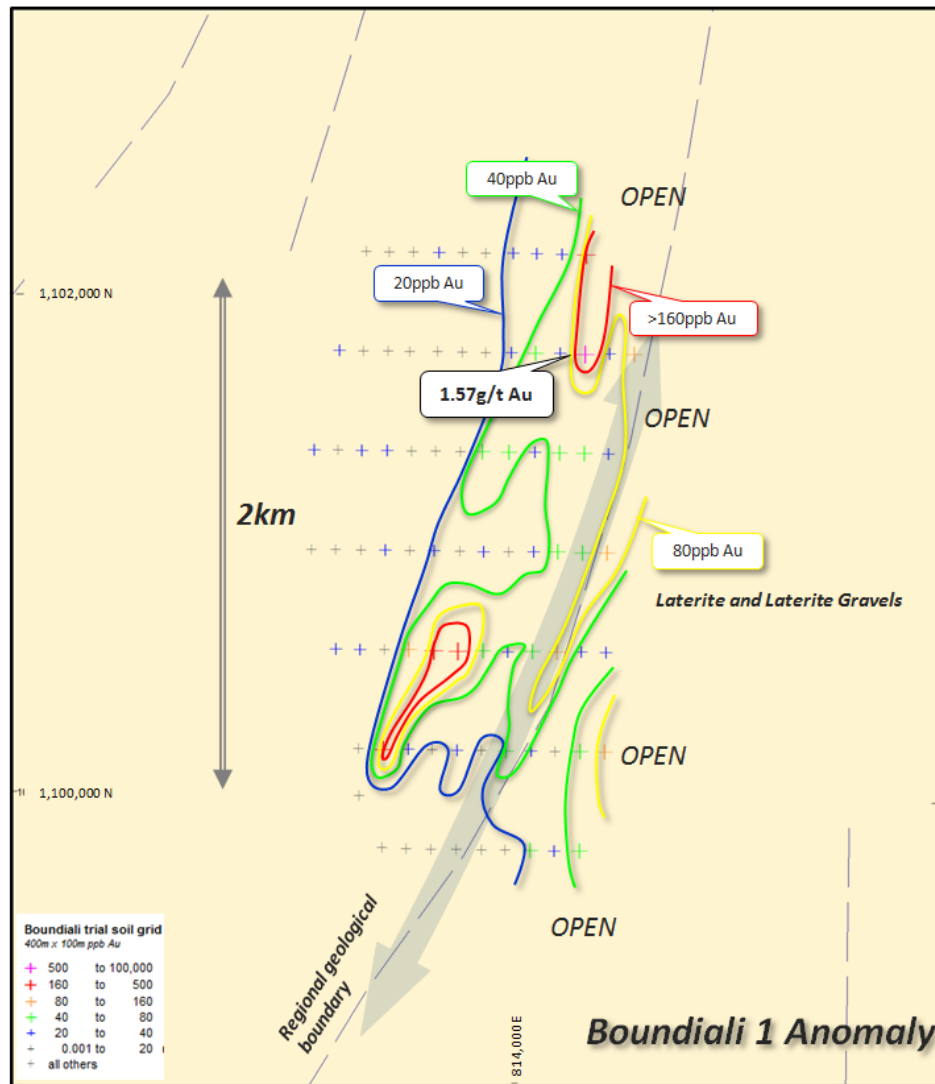 40ppb Au
OPEN
20ppb Au
1,102,000 N
>160ppb Au
1.57g/t Au
OPEN
2km
80ppb Au
Laterite and Laterite Gravels
OPEN
1,100,000 N
OPEN
Regional geological
boundary
814,000E
Boundiali 1 Anomaly
Boundiali trial soil grid
400m x 100m ppb Au
500 to 100,000
160 to 500
80 to 160
40 to 80
20 to 40
0.001 to 20
all others